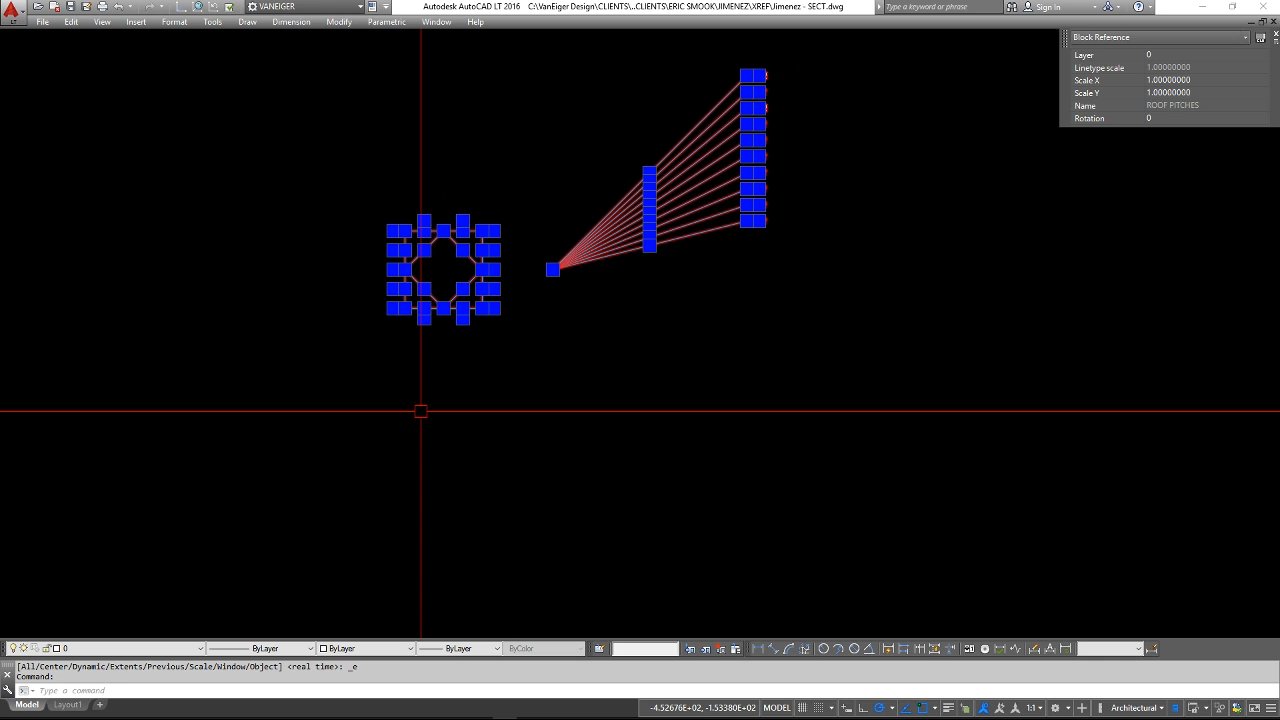 VANEIGER
Autodesk AutoCAD LT 2016 C:\VanEiger Design\CLIENTS\...CLIENTS\ERIC SMOOK\JIMENEZ\XREF\Jimenez - SECT.dwg
Type a keyword or phrase
Sign In
LT
File Edit View Insert Format Tools Draw Dimension Modify Parametric Window Help
Block Reference
Layer 0
Linetype scale 1.00000000
Scale X 1.00000000
Scale Y 1.00000000
Name ROOF PITCHES
Rotation 0
0 ByLayer ByLayer ByLayer ByColor
[All/Center/Dynamic/Extents/Previous/Scale/Window/Object] <real time>: _e
Command:
Type a command
Model Layout1 +
-4.52676E+02, -1.53380E+02 MODEL 1:1 Architectural